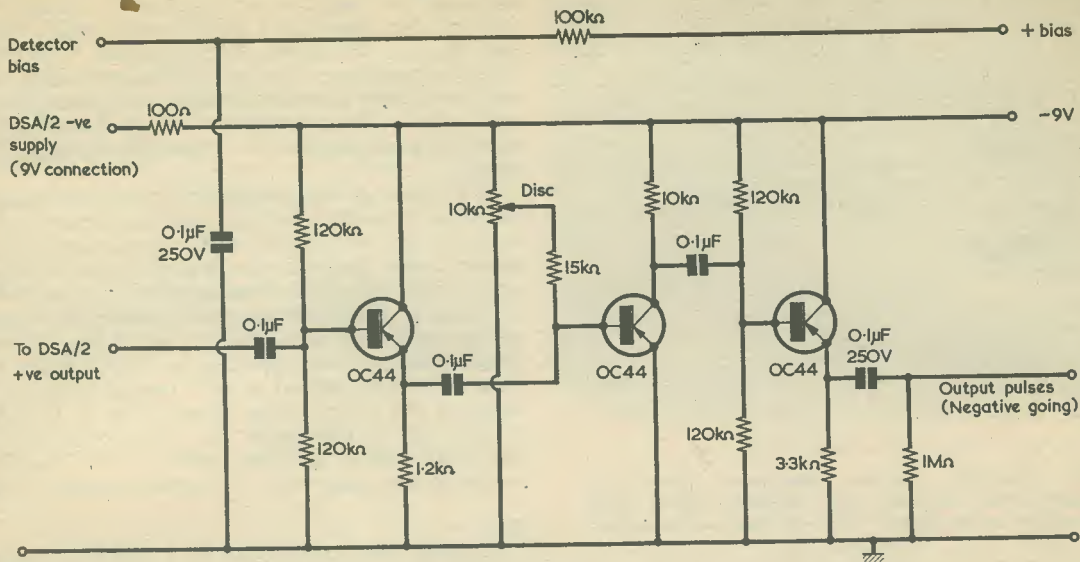 100kΩ
Detector
bias
+ bias
100Ω
DSA/2 -ve
supply
(9V connection)
-9V
Disc
10kΩ
10kΩ
120kΩ
120kΩ
0·1μF
250V
15kΩ
0·1μF
0·1μF
To DSA/2
+ve output
OC44
0·1μF
OC44
OC44
0·1μF
250V
Output pulses
(Negative going)
120kΩ
1·2kΩ
120kΩ
3·3kΩ
1MΩ